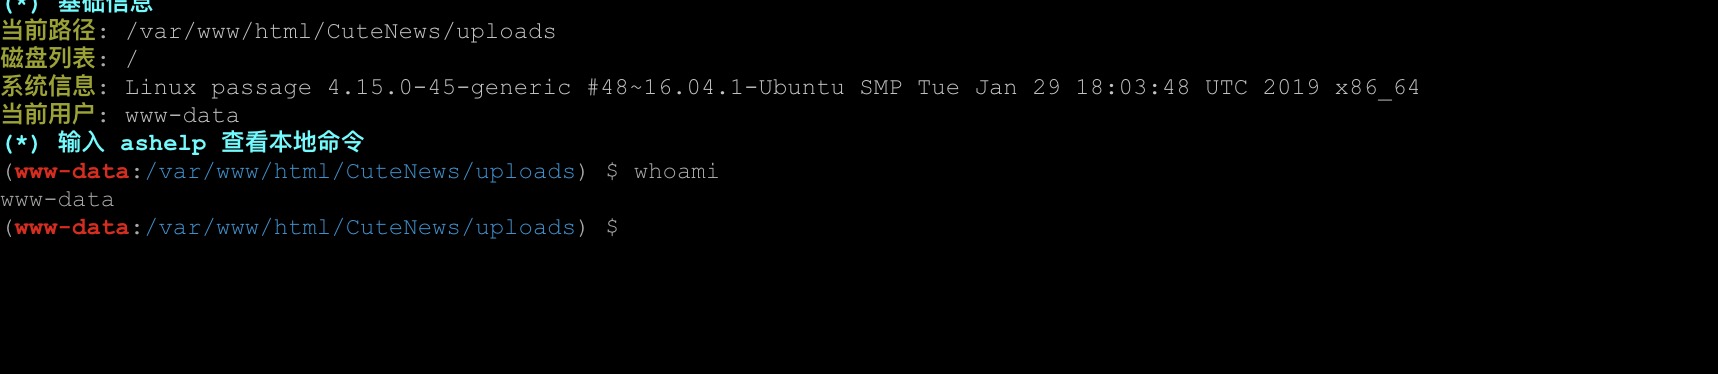 (*) 基础信息
当前路径: /var/www/html/CuteNews/uploads
磁盘列表: /
系统信息: Linux passage 4.15.0-45-generic #48~16.04.1-Ubuntu SMP Tue Jan 29 18:03:48 UTC 2019 x86_64
当前用户: www-data
(*) 输入 ashelp 查看本地命令
(www-data:/var/www/html/CuteNews/uploads) $ whoami
www-data
(www-data:/var/www/html/CuteNews/uploads) $